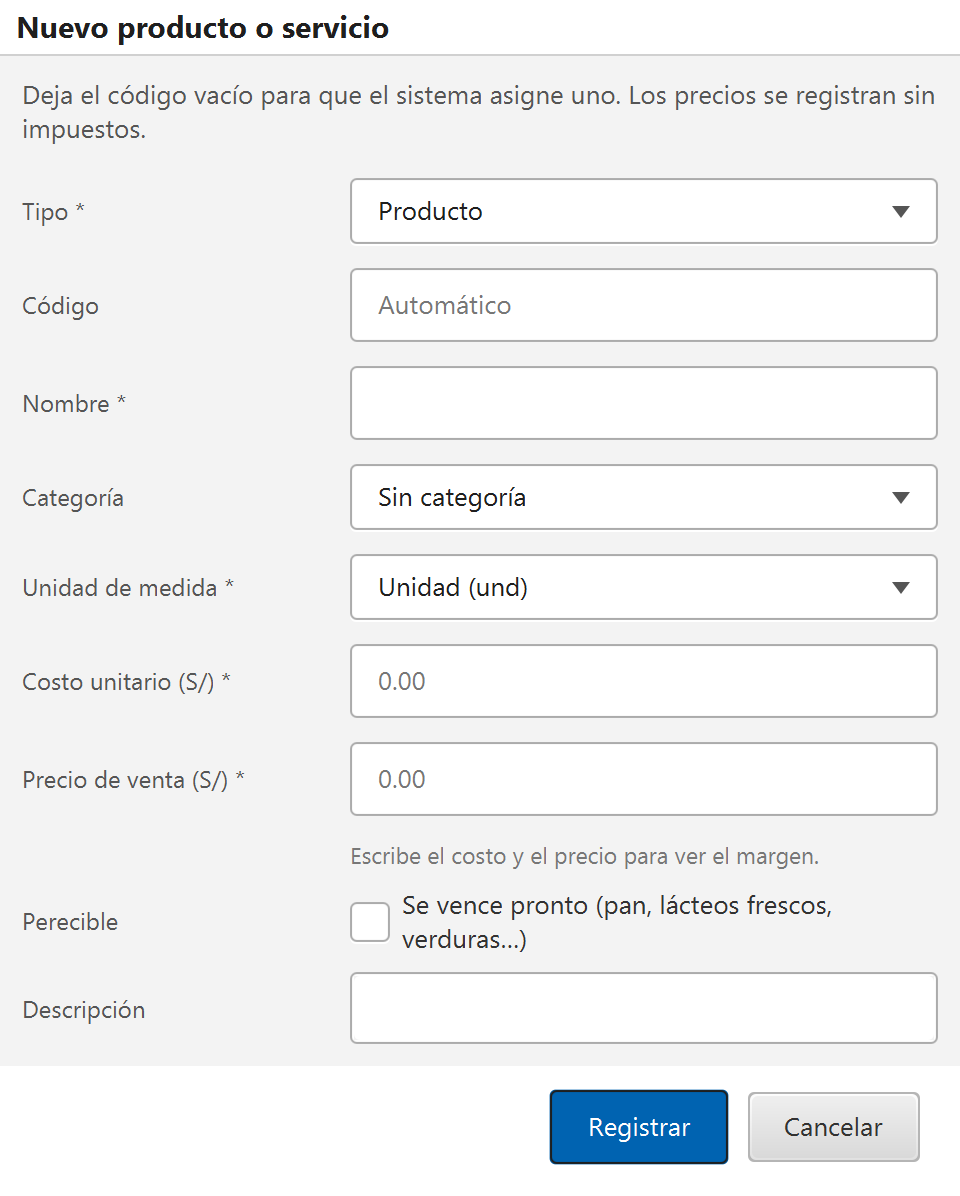 Nuevo producto o servicio
Deja el código vacío para que el sistema asigne uno. Los precios se registran sin
impuestos.
Tipo *
Producto
Código
Automático
Nombre *
Categoría
Sin categoría
Unidad de medida *
Unidad (und)
Costo unitario (S/) *
0.00
Precio de venta (S/) *
0.00
Escribe el costo y el precio para ver el margen.
Perecible
Se vence pronto (pan, lácteos frescos,
verduras...)
Descripción
Registrar
Cancelar